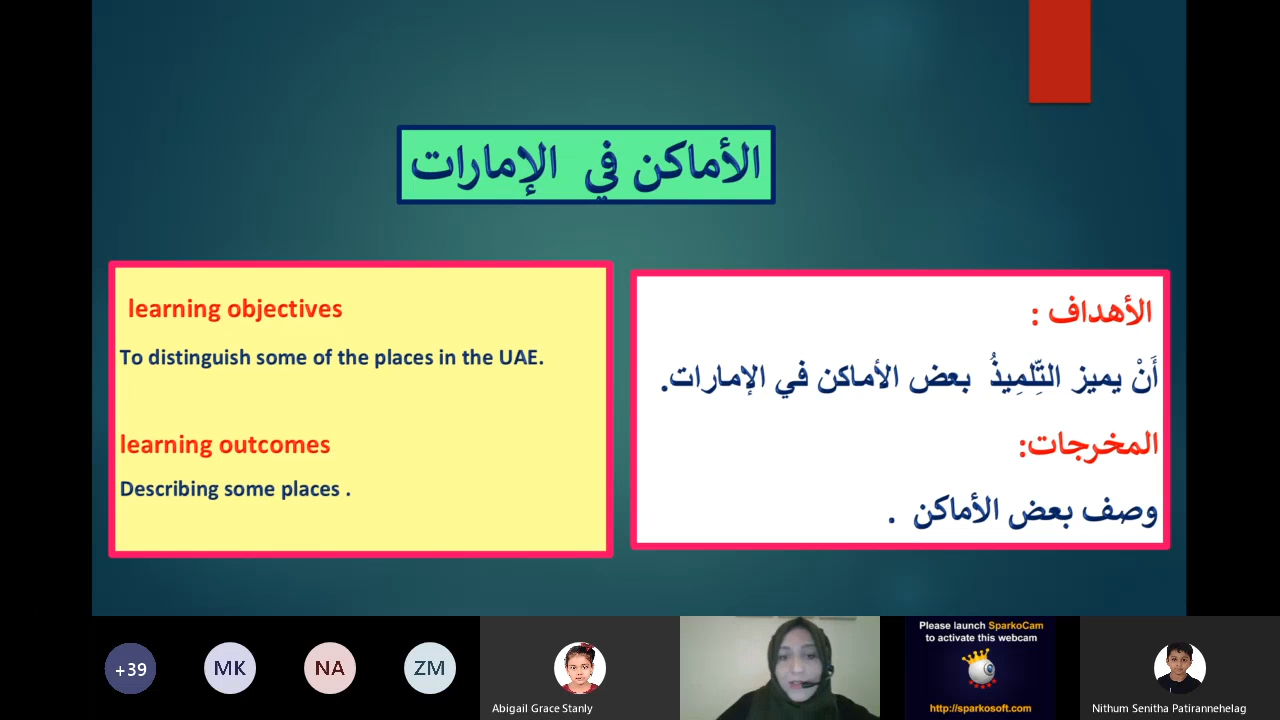 الأماكن في الإمارات
learning objectives
To distinguish some of the places in the UAE.
learning outcomes
Describing some places .
الأهداف :
أَنْ يميز التِّلمِيذُ بعض الأماكن في الإمارات.
المخرجات:
وصف بعض الأماكن .
+39
MK
NA
ZM
Abigail Grace Stanly
Please launch SparkoCam
to activate this webcam
http://sparkosoft.com
Nithum Senitha Patirannehelag